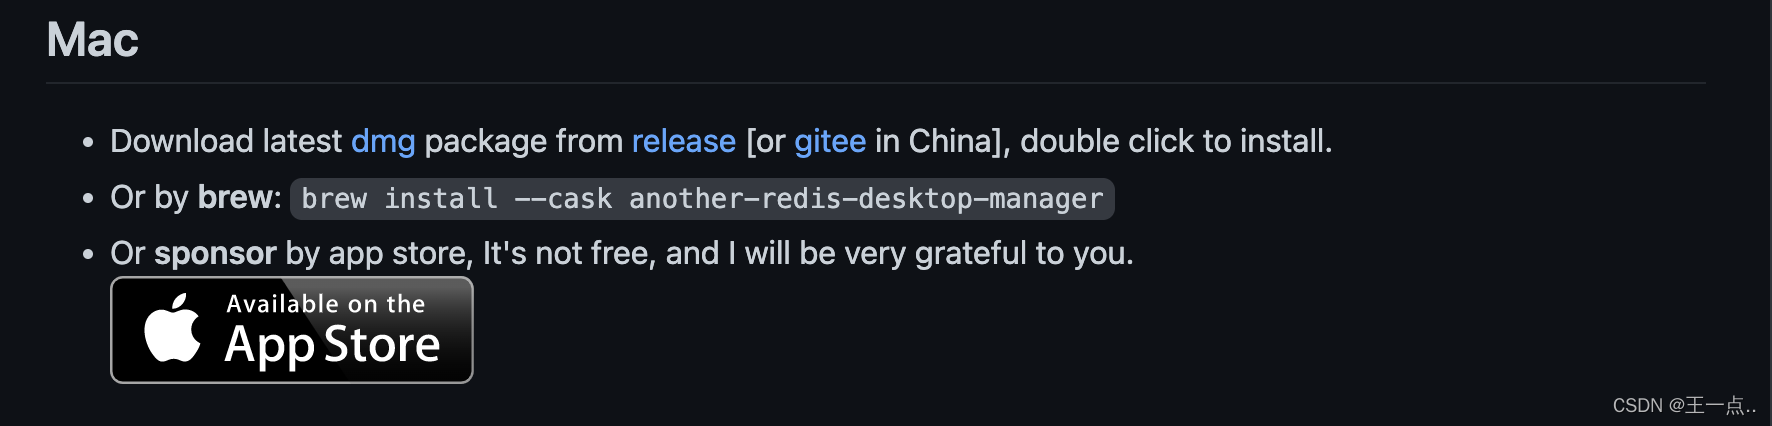 Mac
Download latest dmg package from release [or gitee in China], double click to install.
Or by brew: brew install --cask another-redis-desktop-manager
Or sponsor by app store, It's not free, and I will be very grateful to you.
Available on the
App Store
CSDN @王一点..